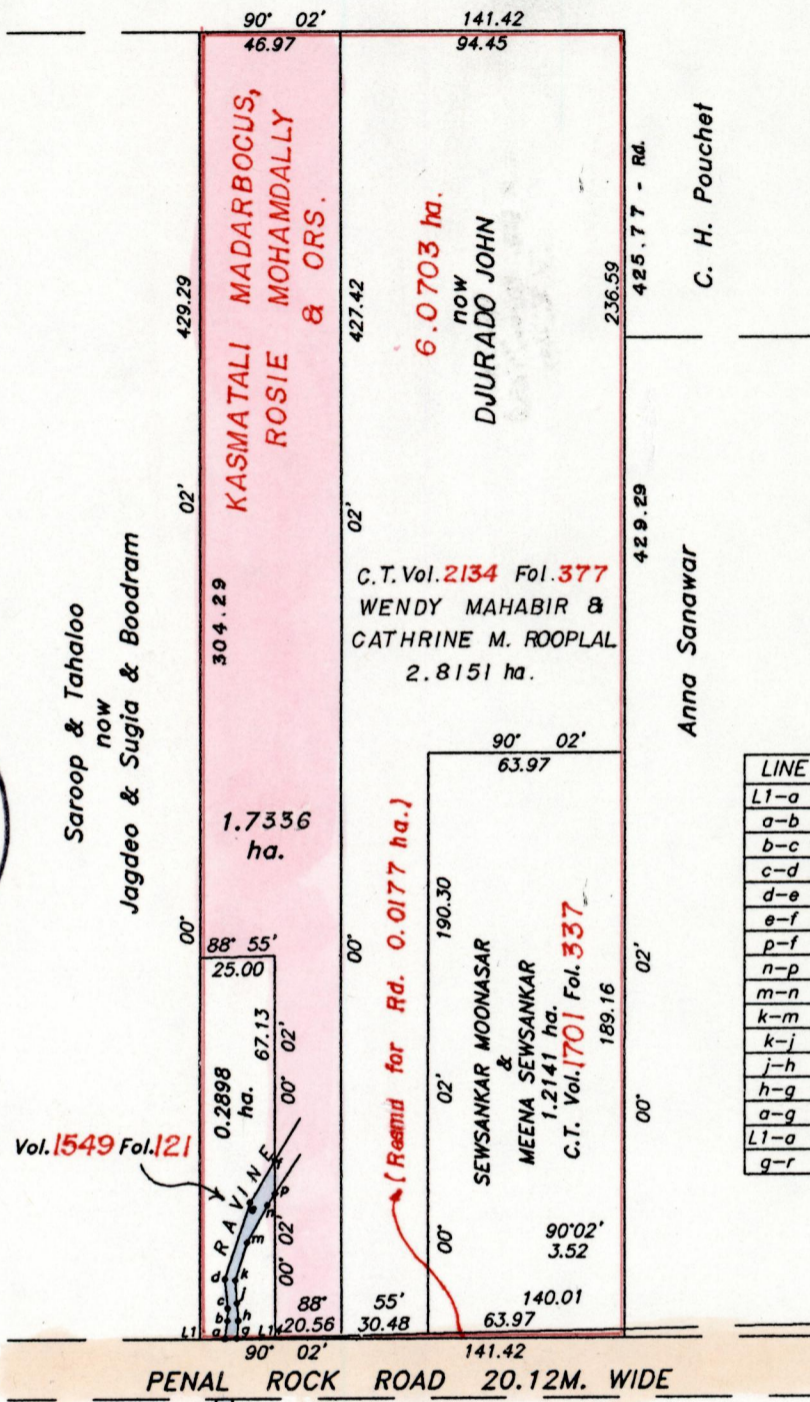 90° 02'
46.97
141.42
94.45
KASMATALI MADARBOCUS,
ROSIE MOHAMDALLY
& ORS.
6.0703 ha.
now
DJURADO JOHN
C. H. Pouchet
425.77 - Rd.
236.59
429.29
427.42
02'
02'
304.29
429.29
C.T. Vol. 2134 Fol. 377
WENDY MAHABIR &
CATHRINE M. ROOPLAL
2.8151 ha.
Saroop & Tahaloo
now
Jagdeo & Sugia & Boodram
Anna Sanawar
90° 02'
63.97
1.7336
ha.
00°
88° 55'
25.00
00°
190.30
02'
00°
SEWSANKAR MOONASAR
&
MEENA SEWSANKAR
1.2141 ha.
C.T. Vol. 1701 Fol. 337
189.16
02'
00°
67.13
00° 02'
0.2898
ha.
Vol. 1549 Fol. 121
RAVINE
f
p
n
m
d
k
c
j
b
h
a
g
L1
00° 02'
90°02'
3.52
88° 55'
140.01
20.56
30.48
63.97
90° 02'
141.42
PENAL ROCK ROAD 20.12M. WIDE
LINE
L1-a
a-b
b-c
c-d
d-e
e-f
p-f
n-p
m-n
k-m
k-j
j-h
h-g
a-g
L1-a
g-r